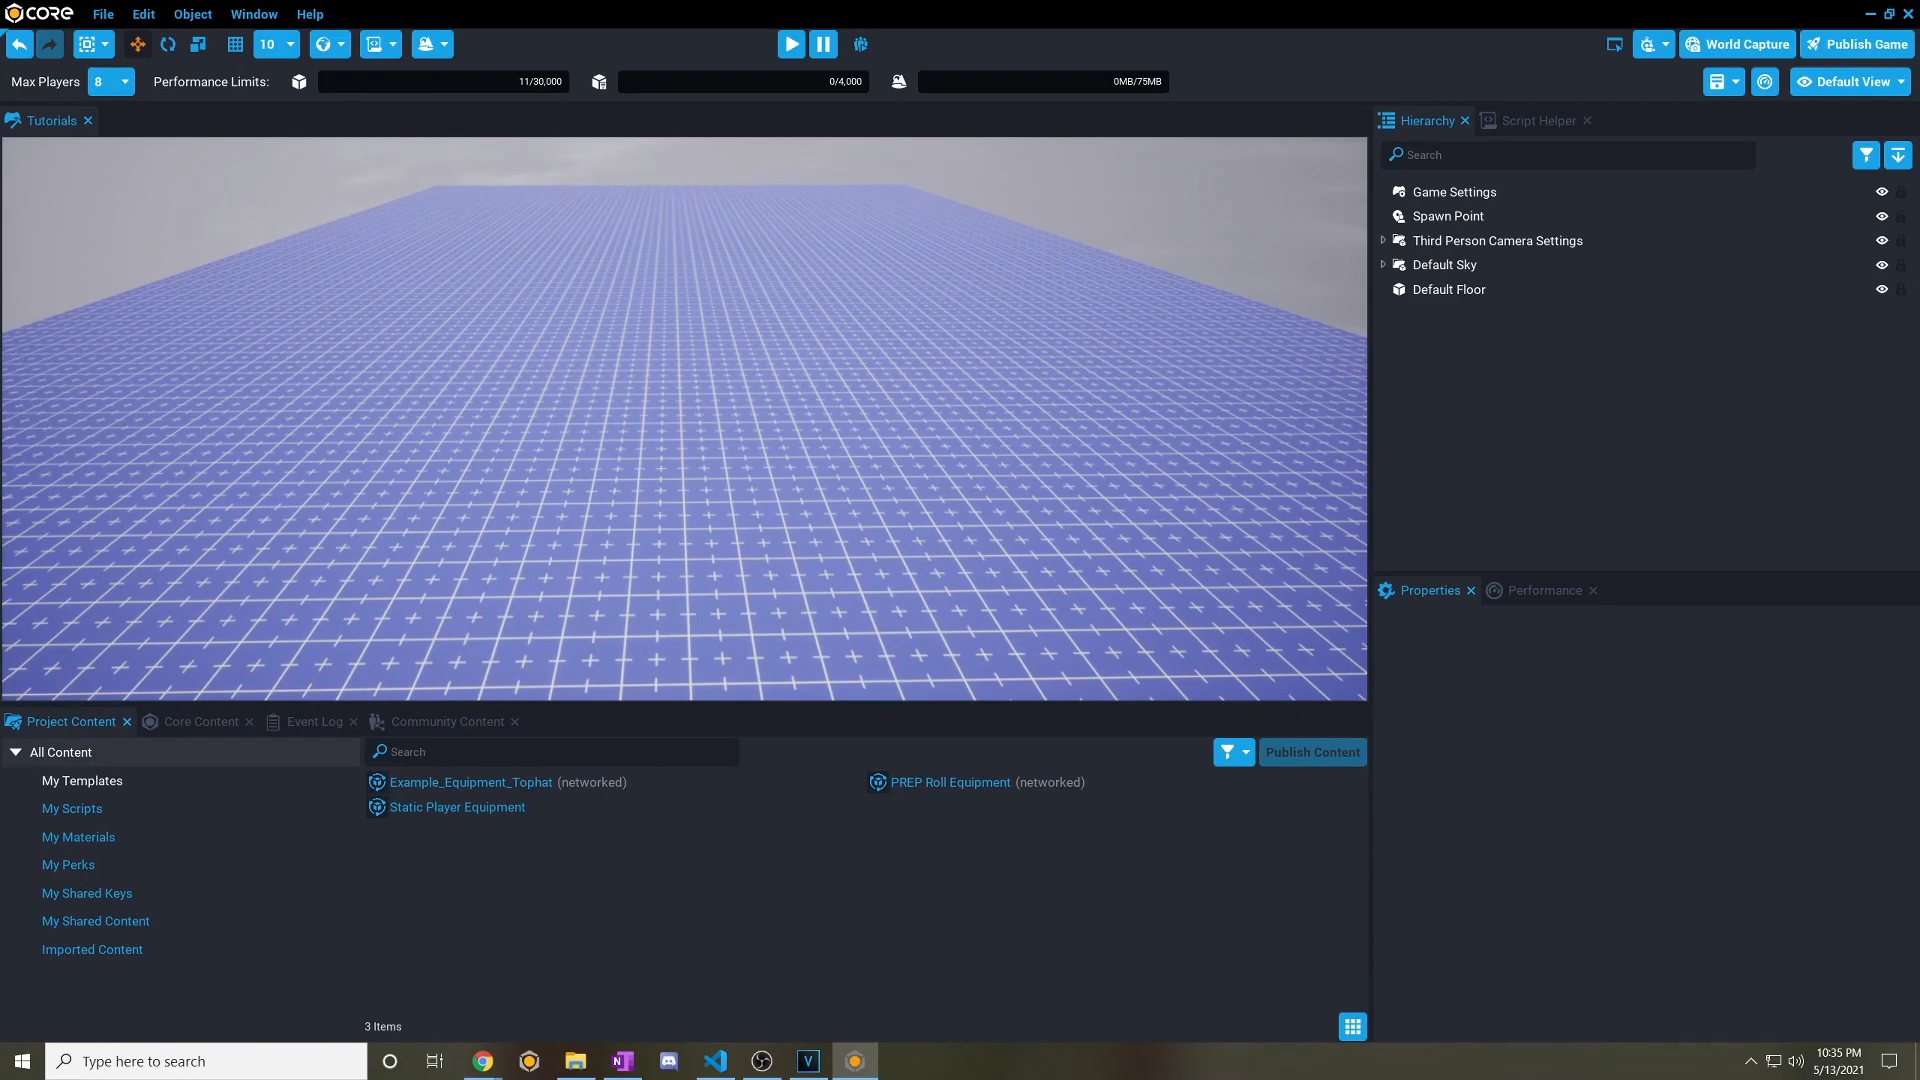 CORE File Edit Object Window Help
10 World Capture Publish Game
Max Players 8 Performance Limits: 11/30,000 0/4,000 0MB/75MB Default View
Tutorials
Hierarchy Script Helper
Search
Game Settings
Spawn Point
Third Person Camera Settings
Default Sky
Default Floor
Properties Performance
Project Content Core Content Event Log Community Content
All Content
Search
Publish Content
My Templates
My Scripts
My Materials
My Perks
My Shared Keys
My Shared Content
Imported Content
Example_Equipment_Tophat (networked)
PREP Roll Equipment (networked)
Static Player Equipment
3 Items
Type here to search
N
V
10:35 PM
5/13/2021